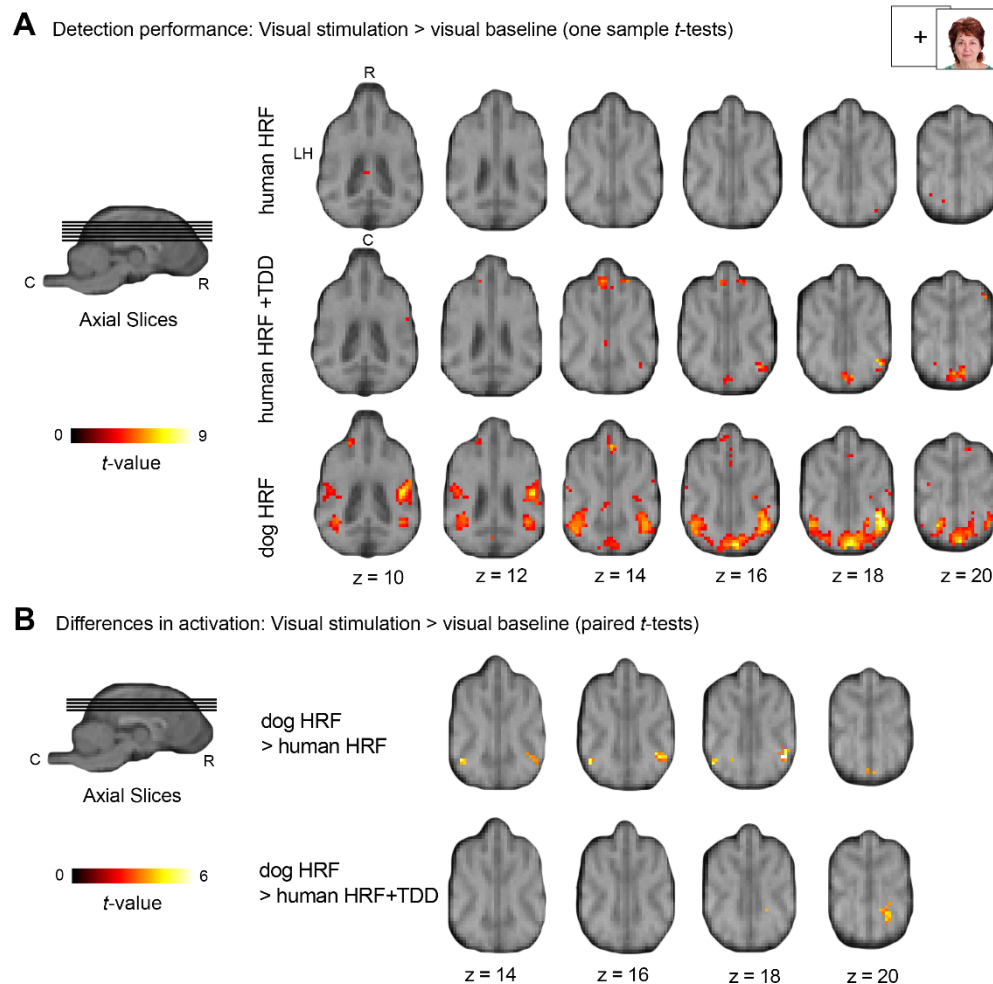 A Detection performance: Visual stimulation > visual baseline (one sample t-tests)
+
R
LH
human HRF
C
C R
Axial Slices
human HRF +TDD
0 9
t-value
dog HRF
z = 10 z = 12 z = 14 z = 16 z = 18 z = 20
B Differences in activation: Visual stimulation > visual baseline (paired t-tests)
C R
Axial Slices
dog HRF
> human HRF
0 6
t-value
dog HRF
> human HRF+TDD
z = 14 z = 16 z = 18 z = 20